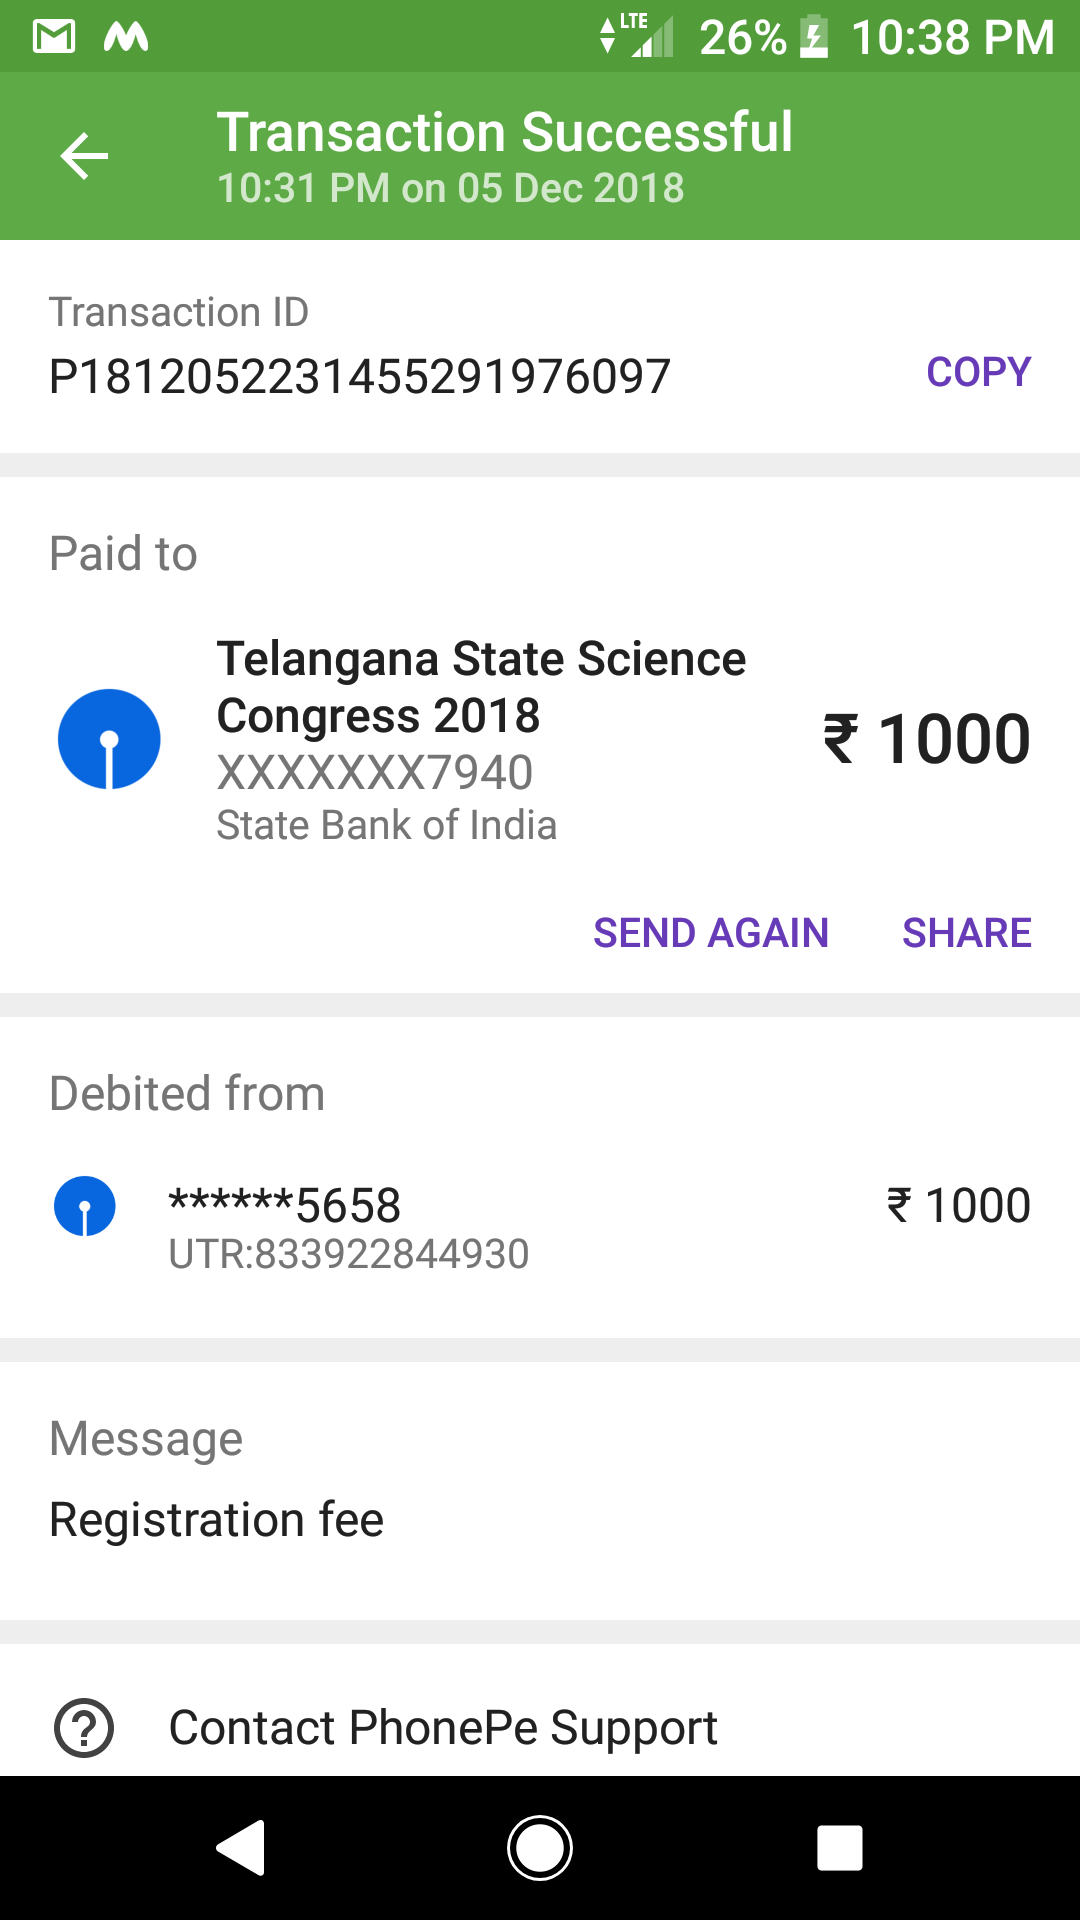 LTE 26% 10:38 PM
Transaction Successful
10:31 PM on 05 Dec 2018
Transaction ID
P1812052231455291976097 COPY
Paid to
Telangana State Science
Congress 2018
₹ 1000
XXXXXXX7940
State Bank of India
SEND AGAIN SHARE
Debited from
******5658 ₹ 1000
UTR:833922844930
Message
Registration fee
Contact PhonePe Support